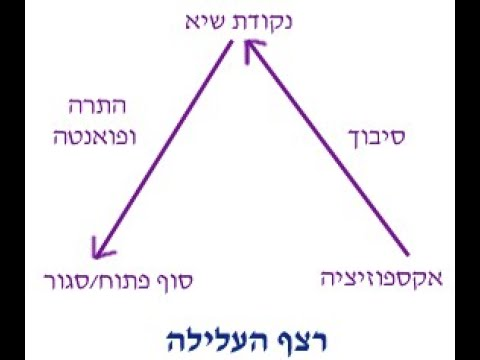 נקודת שיא
התרה
ופואנטה
סיבוך
סוף פתוח/סגור
אקספוזיציה
רצף העלילה